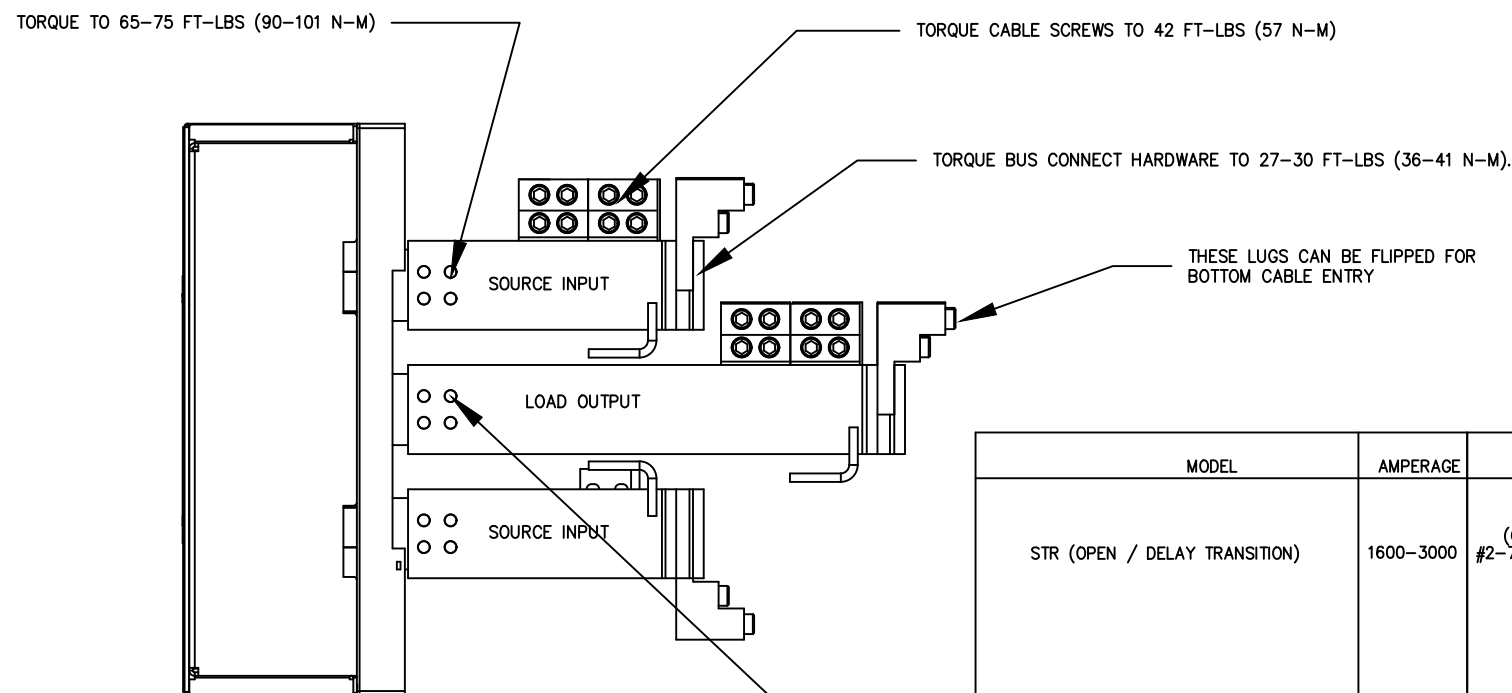 TORQUE TO 65–75 FT–LBS (90–101 N–M)
TORQUE CABLE SCREWS TO 42 FT–LBS (57 N–M)
TORQUE BUS CONNECT HARDWARE TO 27–30 FT–LBS (36–41 N–M).
THESE LUGS CAN BE FLIPPED FOR
BOTTOM CABLE ENTRY
SOURCE INPUT
LOAD OUTPUT
SOURCE INPUT
MODEL AMPERAGE
STR (OPEN / DELAY TRANSITION) 1600–3000